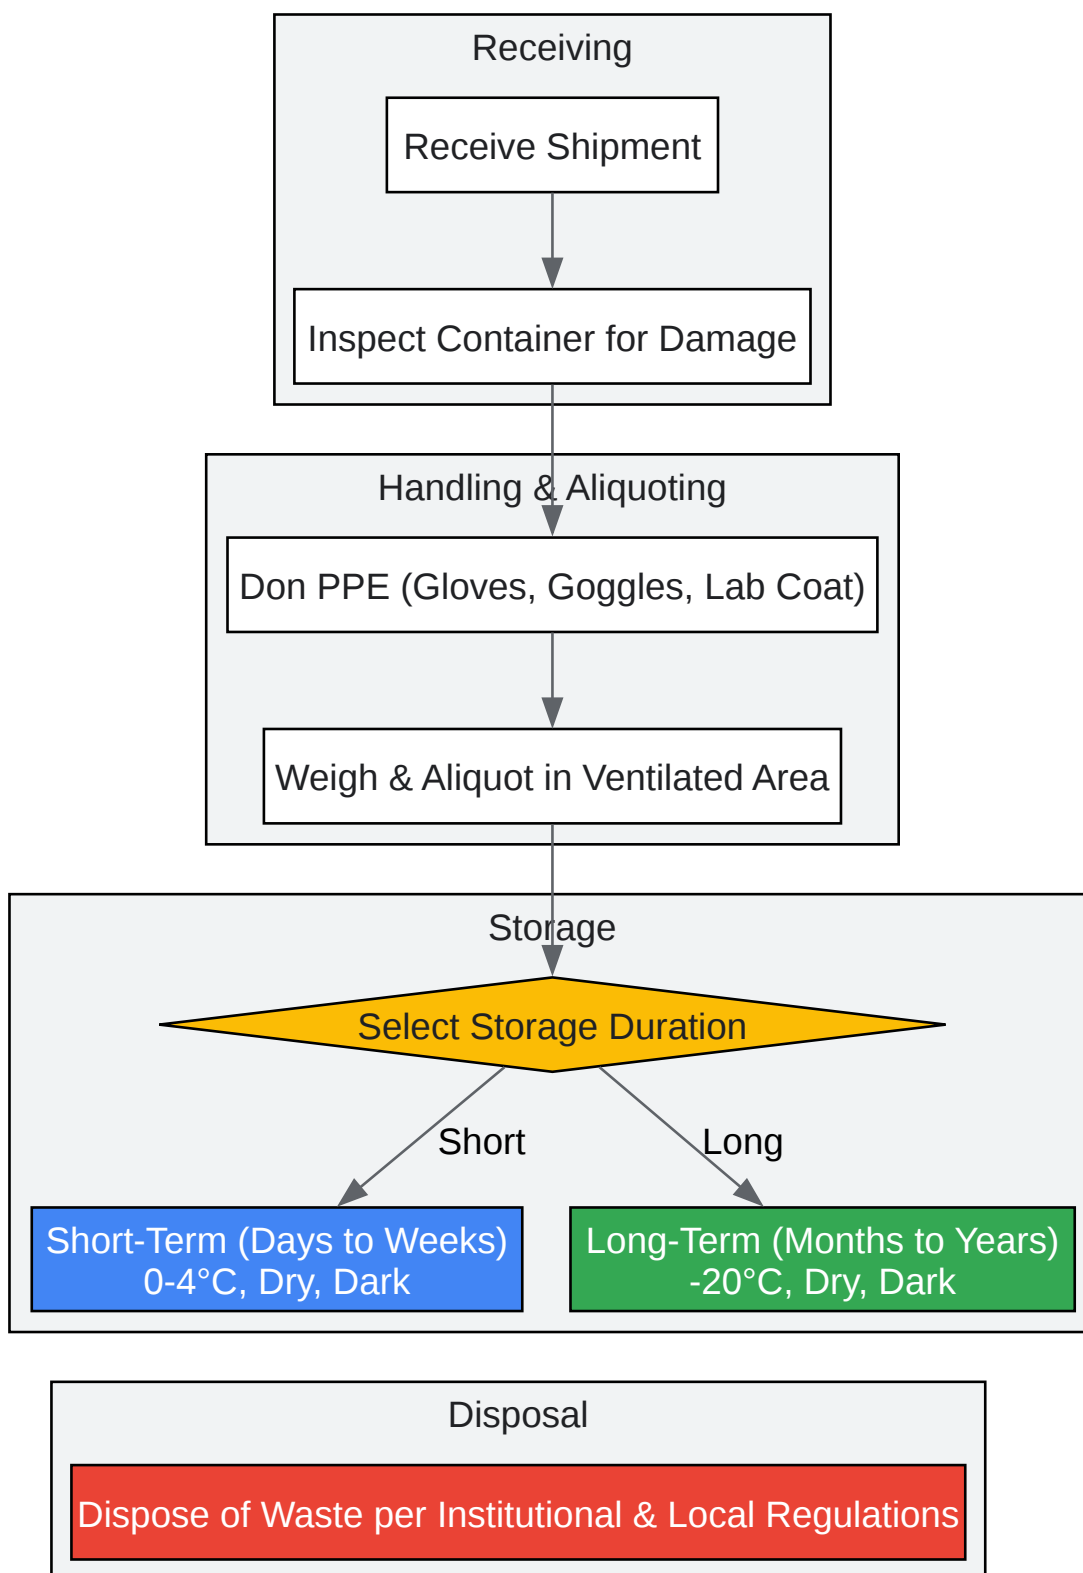 Receiving
Receive Shipment
Inspect Container for Damage
Handling & Aliquoting
Don PPE (Gloves, Goggles, Lab Coat)
Weigh & Aliquot in Ventilated Area
Storage
Select Storage Duration
Short
Long
Short-Term (Days to Weeks)
0-4°C, Dry, Dark
Long-Term (Months to Years)
-20°C, Dry, Dark
Disposal
Dispose of Waste per Institutional & Local Regulations